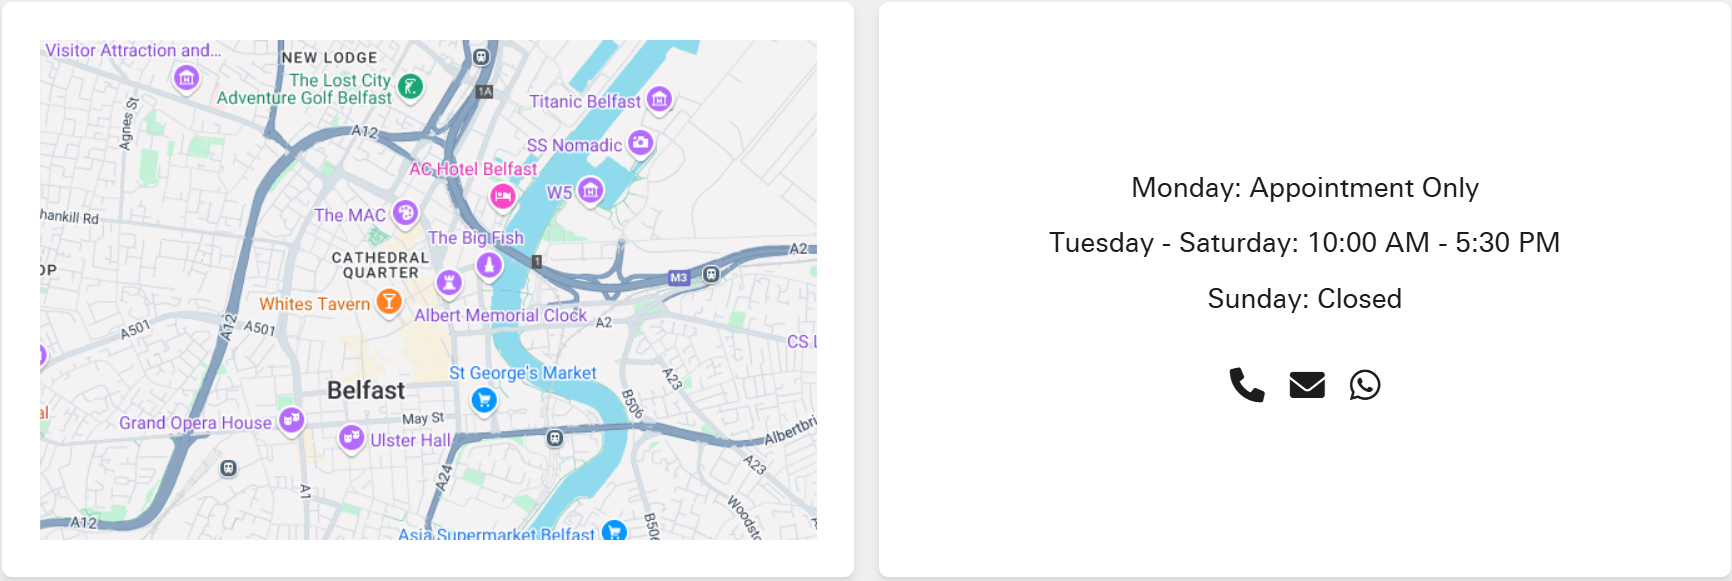 Visitor Attraction and...
NEW LODGE
The Lost City
Adventure Golf Belfast
1A
Titanic Belfast
Agnes St
A12
SS Nomadic
AC Hotel Belfast
W5
The MAC
hankill Rd
The Big Fish
A2
CATHEDRAL
QUARTER
1
M3
OP
Whites Tavern
Albert Memorial Clock
A2
A501
A12
A501
CS L
St George's Market
A23
Belfast
B506
May St
Grand Opera House
Ulster Hall
al
Albertbri
A23
A24
A1
A12
Woodsto
B506
Asia Supermarket Belfast
Monday: Appointment Only
Tuesday - Saturday: 10:00 AM - 5:30 PM
Sunday: Closed